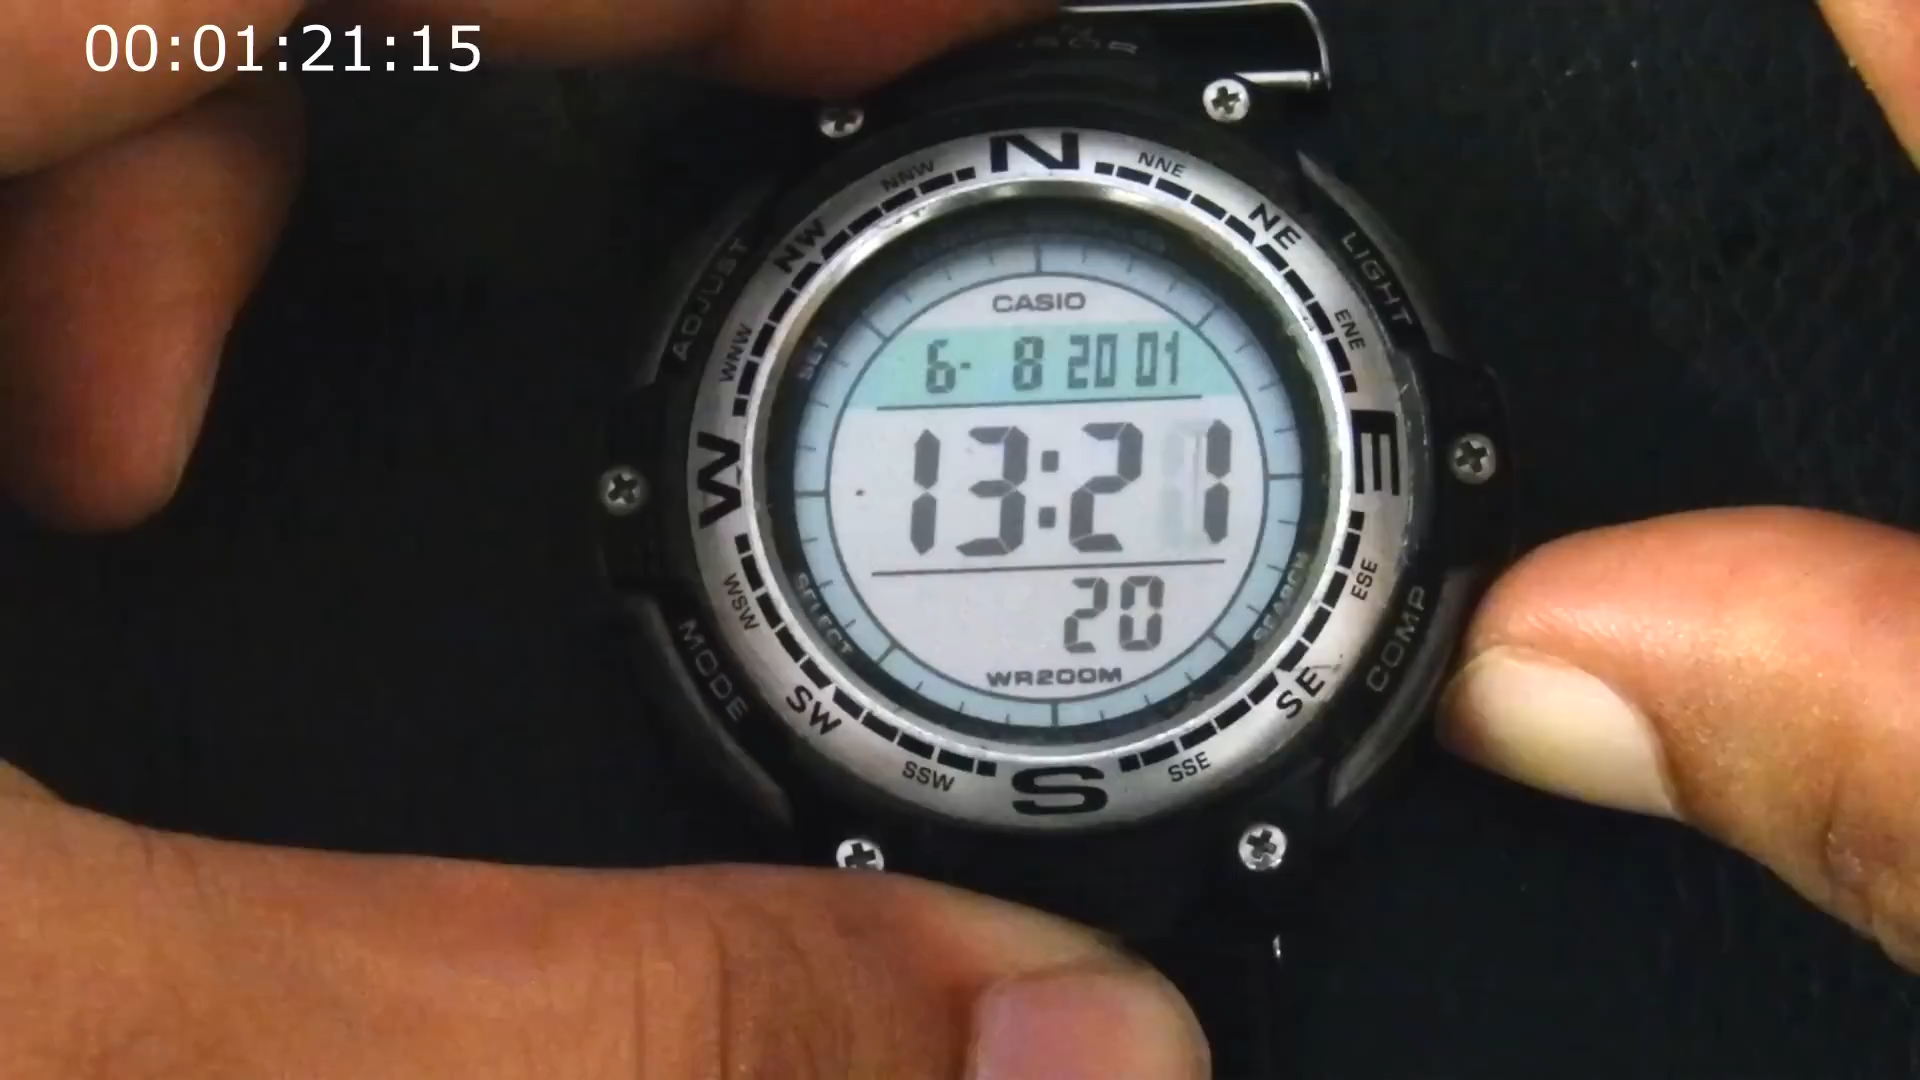 00:01:21:15
N
NNW
NNE
NW
NE
ADJUST
LIGHT
WNW
ENE
SET
CASIO
6- 8 20 01
W
13:21
E
20
WSW
ESE
SELECT
SEARCH
MODE
COMP
WR200M
SW
SE
SSW
SSE
S